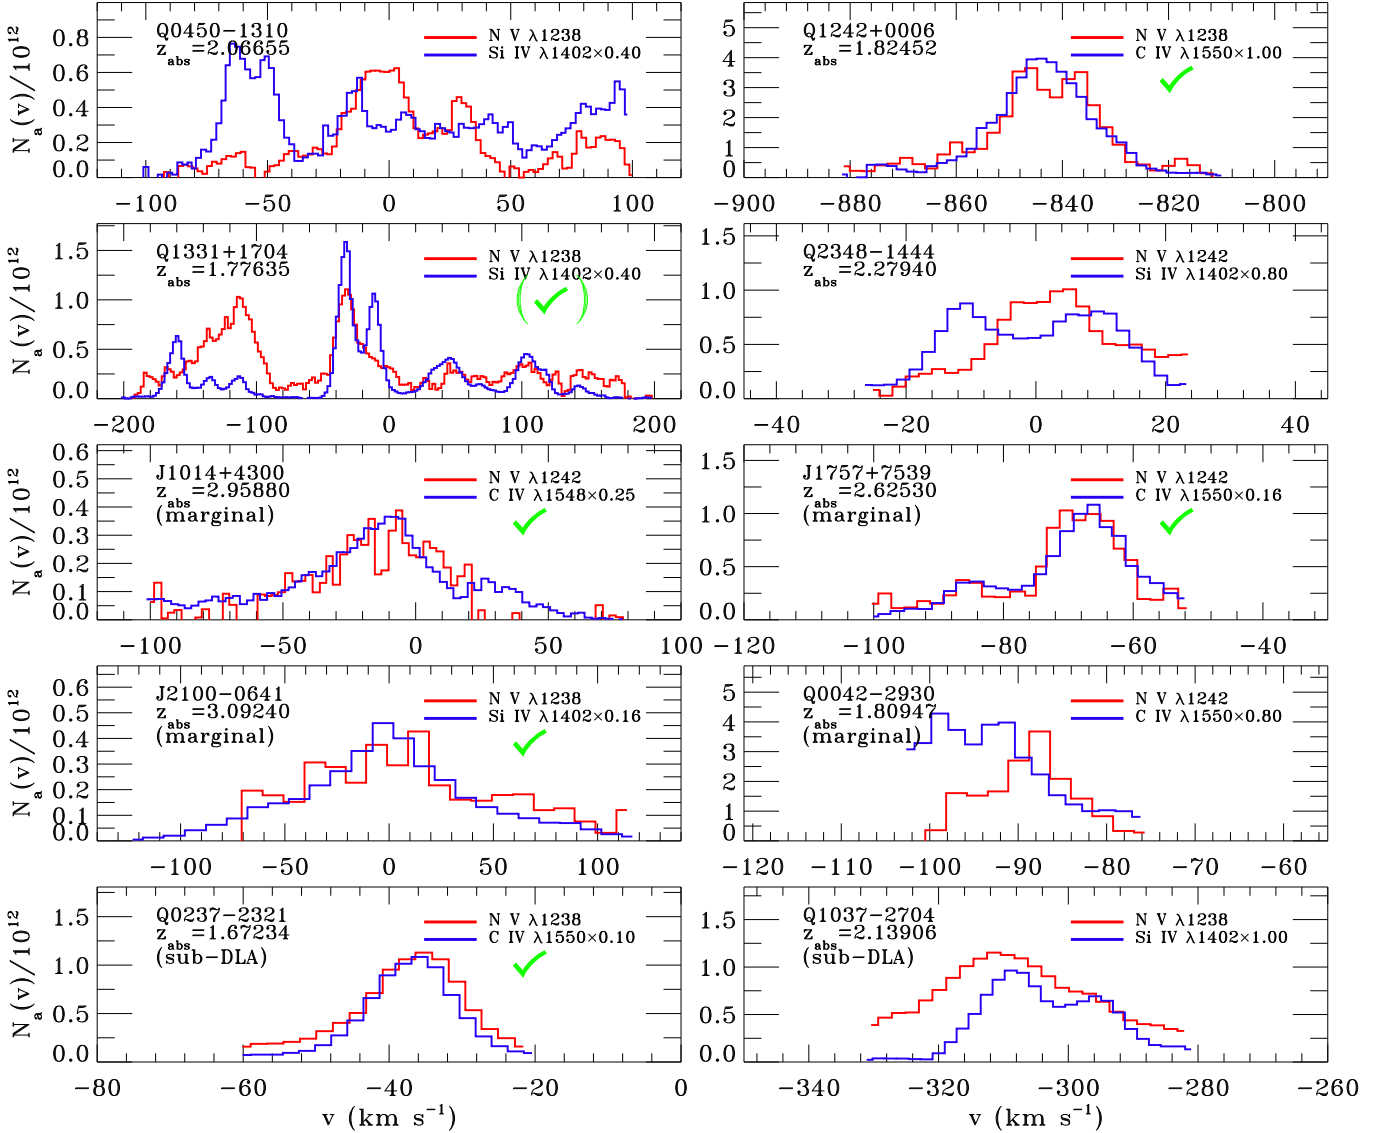 Q0450−1310
z_abs=2.06655
N V λ1238
Si IV λ1402×0.40
N_a(v)/10^12
0.8
0.6
0.4
0.2
0.0
−100 −50 0 50 100
Q1242+0006
z_abs=1.82452
N V λ1238
C IV λ1550×1.00
5
4
3
2
1
0
−900 −880 −860 −840 −820 −800
Q1331+1704
z_abs=1.77635
N V λ1238
Si IV λ1402×0.40
( )
N_a(v)/10^12
1.5
1.0
0.5
0.0
−200 −100 0 100 200
Q2348−1444
z_abs=2.27940
N V λ1242
Si IV λ1402×0.80
1.5
1.0
0.5
0.0
−40 −20 0 20 40
J1014+4300
z_abs=2.95880
(marginal)
N V λ1242
C IV λ1548×0.25
N_a(v)/10^12
0.6
0.5
0.4
0.3
0.2
0.1
0.0
−100 −50 0 50 100
J1757+7539
z_abs=2.62530
(marginal)
N V λ1242
C IV λ1550×0.16
1.5
1.0
0.5
0.0
−120 −100 −80 −60 −40
J2100−0641
z_abs=3.09240
(marginal)
N V λ1238
Si IV λ1402×0.16
N_a(v)/10^12
0.6
0.5
0.4
0.3
0.2
0.1
0.0
−100 −50 0 50 100
Q0042−2930
z_abs=1.80947
(marginal)
N V λ1242
C IV λ1550×0.80
5
4
3
2
1
0
−120 −110 −100 −90 −80 −70 −60
Q0237−2321
z_abs=1.67234
(sub−DLA)
N V λ1238
C IV λ1550×0.10
N_a(v)/10^12
1.5
1.0
0.5
0.0
−80 −60 −40 −20 0
v (km s^−1)
Q1037−2704
z_abs=2.13906
(sub−DLA)
N V λ1238
Si IV λ1402×1.00
1.5
1.0
0.5
0.0
−340 −320 −300 −280 −260
v (km s^−1)